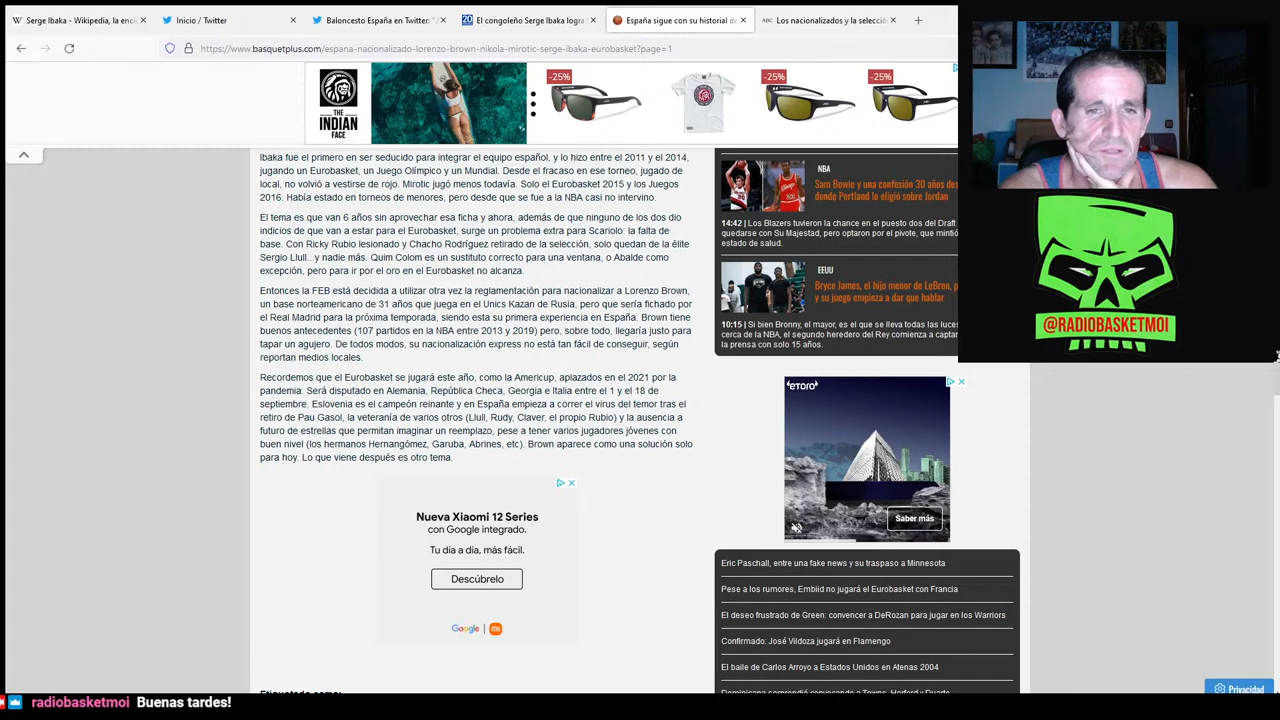 Serge Ibaka - Wikipedia, la enci
Inicio / Twitter
Baloncesto España en Twitter: "
El congoleño Serge Ibaka logra
España sigue con su historial de
ABC Los nacionalizados y la selecció
https://www.basquetplus.com/espana-nacionalizado-lorenzo-brown-nikola-mirotic-serge-ibaka-eurobasket?page=1
THE
INDIAN
FACE
-25%
-25%
-25%
Ibaka fue el primero en ser seducido para integrar el equipo español, y lo hizo entre el 2011 y el 2014,
jugando un Eurobasket, un Juego Olímpico y un Mundial. Desde el fracaso en ese torneo, jugado de
local, no volvió a vestirse de rojo. Mirotic jugó menos todavía. Solo el Eurobasket 2015 y los Juegos
2016. Había estado en torneos de menores, pero desde que se fue a la NBA casi no intervino.
El tema es que van 6 años sin aprovechar esa ficha y ahora, además de que ninguno de los dos dio
indicios de que van a estar para el Eurobasket, surge un problema extra para Scariolo: la falta de
base. Con Ricky Rubio lesionado y Chacho Rodríguez retirado de la selección, solo quedan de la élite
Sergio Llull...y nadie más. Quim Colom es un sustituto correcto para una ventana, o Abalde como
excepción, pero para ir por el oro en el Eurobasket no alcanza.
Entonces la FEB está decidida a utilizar otra vez la reglamentación para nacionalizar a Lorenzo Brown,
un base norteamericano de 31 años que juega en el Unics Kazan de Rusia, pero que sería fichado por
el Real Madrid para la próxima temporada, siendo esta su primera experiencia en España. Brown tiene
buenos antecedentes (107 partidos en la NBA entre 2013 y 2019) pero, sobre todo, llegaría justo para
tapar un agujero. De todos modos, su nacionalización express no está tan fácil de conseguir, según
reportan medios locales.
Recordemos que el Eurobasket se jugará este año, como la Americup, aplazados en el 2021 por la
pandemia. Será disputado en Alemania, República Checa, Georgia e Italia entre el 1 y el 18 de
septiembre. Eslovenia es el campeón reinante y en España empieza a correr el virus del temor tras el
retiro de Pau Gasol, la veteranía de varios otros (Llull, Rudy, Claver, el propio Rubio) y la ausencia a
futuro de estrellas que permitan imaginar un reemplazo, pese a tener varios jugadores jóvenes con
buen nivel (los hermanos Hernangómez, Garuba, Abrines, etc). Brown aparece como una solución solo
para hoy. Lo que viene después es otro tema.
Nueva Xiaomi 12 Series
con Google integrado.
Tu día a día, más fácil.
Descúbrelo
Google | mi
NBA
Sam Bowie y una confesión 30 años des
donde Portland lo eligió sobre Jordan
14:42 | Los Blazers tuvieron la chance en el puesto dos del Draft
quedarse con Su Majestad, pero optaron por el pivote, que mintió
estado de salud.
EEUU
Bryce James, el hijo menor de LeBron, p
y su juego empieza a dar que hablar
10:15 | Si bien Bronny, el mayor, es el que se lleva todas las luces
cerca de la NBA, el segundo heredero del Rey comienza a captar
la prensa con solo 15 años.
eToro
Saber más
Eric Paschall, entre una fake news y su traspaso a Minnesota
Pese a los rumores, Embiid no jugará el Eurobasket con Francia
El deseo frustrado de Green: convencer a DeRozan para jugar en los Warriors
Confirmado: José Vildoza jugará en Flamengo
El baile de Carlos Arroyo a Estados Unidos en Atenas 2004
Dominicana sorprendió convocando a Towns, Horford y Duarte
Etiquetado como:
Privacidad
@RADIOBASKETMOI
radiobasketmoi Buenas tardes!